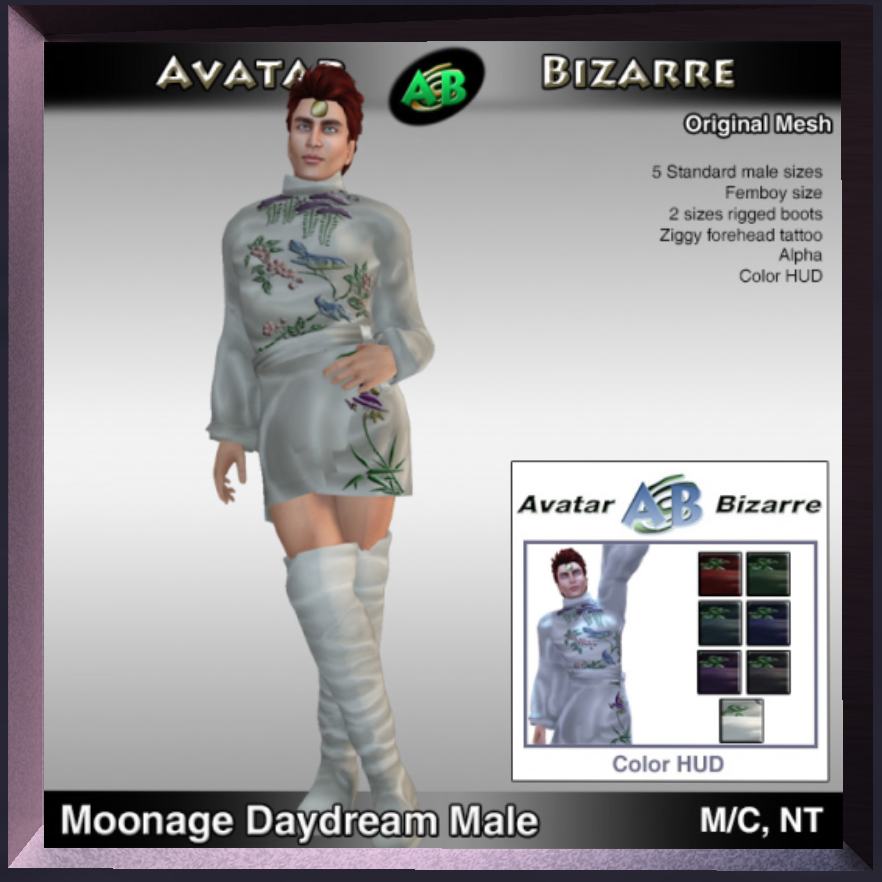 AVATAR AB BIZARRE
Original Mesh
5 Standard male sizes
Femboy size
2 sizes rigged boots
Ziggy forehead tattoo
Alpha
Color HUD
Avatar AB Bizarre
Color HUD
Moonage Daydream Male
M/C, NT